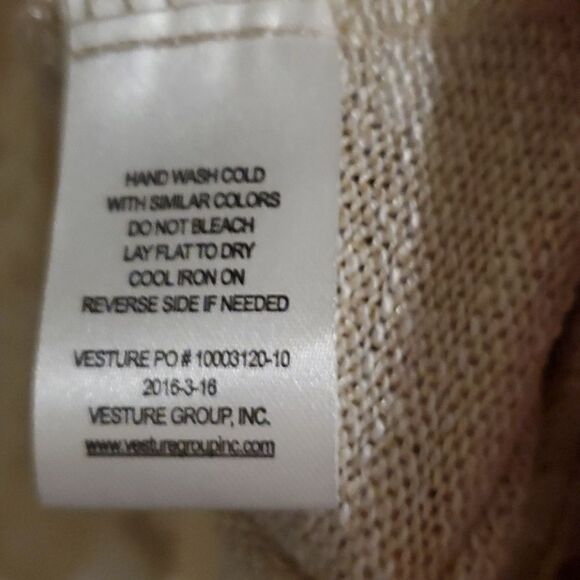 HAND WASH COLD
WITH SIMILAR COLORS
DO NOT BLEACH
LAY FLAT TO DRY
COOL IRON ON
REVERSE SIDE IF NEEDED
VESTURE PO # 10003120-10
2016-3-16
VESTURE GROUP, INC.
www.vesturegroupinc.com